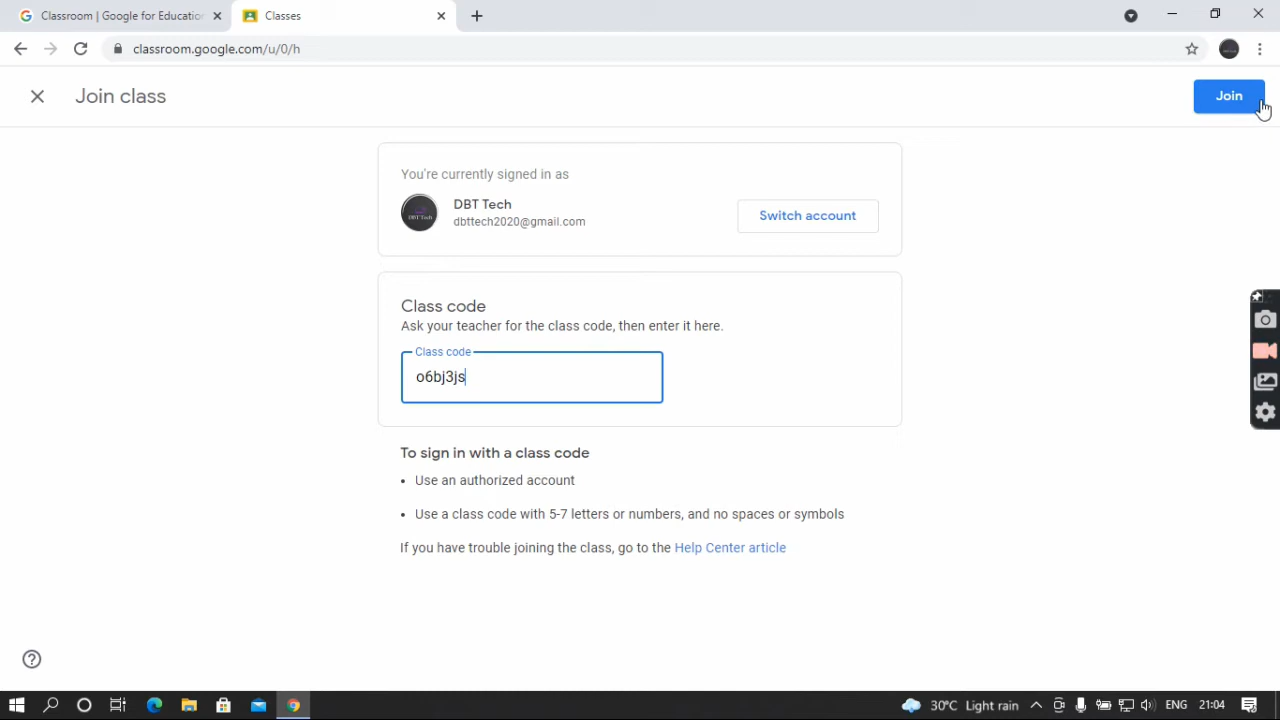 Classroom | Google for Education
Classes
classroom.google.com/u/0/h
Join class
Join
You're currently signed in as
DBT Tech
dbttech2020@gmail.com
Switch account
Class code
Ask your teacher for the class code, then enter it here.
Class code
o6bj3js
To sign in with a class code
• Use an authorized account
• Use a class code with 5-7 letters or numbers, and no spaces or symbols
If you have trouble joining the class, go to the Help Center article
30°C Light rain
ENG
21:04